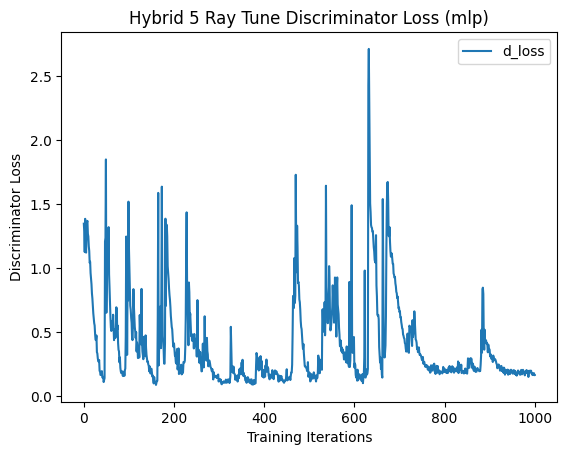 Hybrid 5 Ray Tune Discriminator Loss (mlp)
d_loss
Discriminator Loss
2.5
2.0
1.5
1.0
0.5
0.0
0 200 400 600 800 1000
Training Iterations